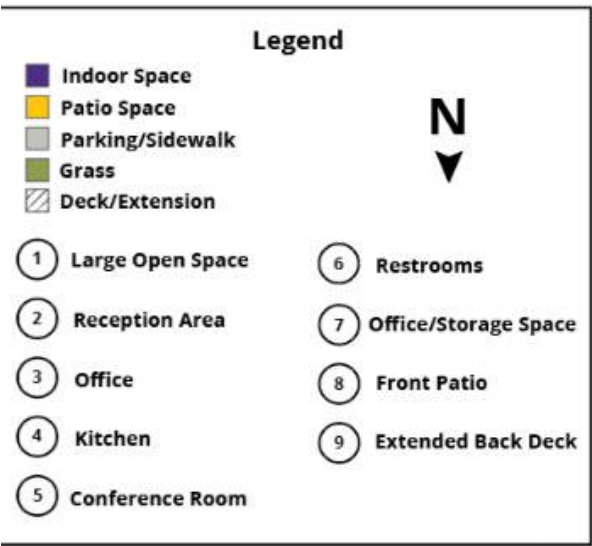 Legend
Indoor Space
Patio Space
Parking/Sidewalk
Grass
Deck/Extension
N
1 Large Open Space
2 Reception Area
3 Office
4 Kitchen
5 Conference Room
6 Restrooms
7 Office/Storage Space
8 Front Patio
9 Extended Back Deck